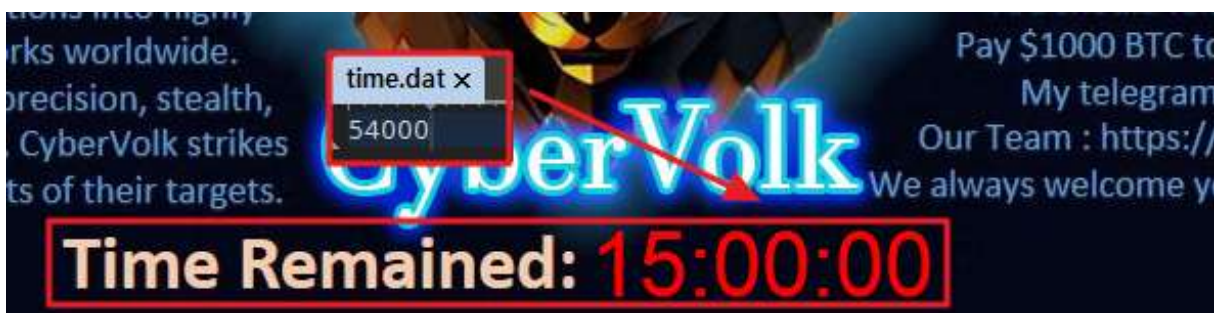 rks worldwide.
precision, stealth,
CyberVolk strikes
ts of their targets.
time.dat ×
54000
CyberVolk
Pay $1000 BTC to
My telegram
Our Team : https://
We always welcome
Time Remained: 15:00:00